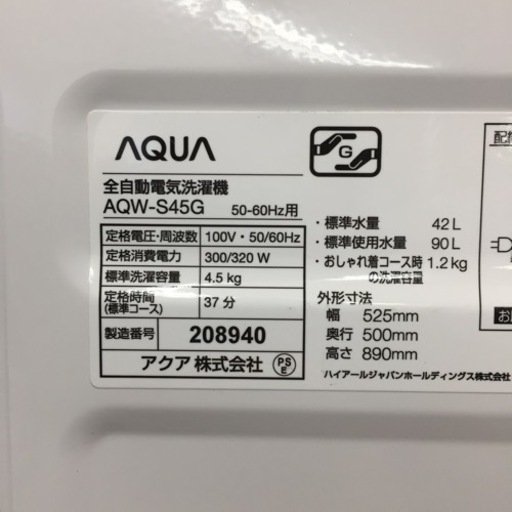 AQUA
G
全自動電気洗濯機
AQW-S45G 50-60Hz用
定格電圧・周波数 100V・50/60Hz
定格消費電力 300/320 W
標準洗濯容量 4.5 kg
定格時間 37 分
(標準コース)
製造番号 208940
アクア 株式会社 PS E
・標準水量 42 L
・標準使用水量 90 L
・おしゃれ着コース時 1.2 kg
の洗濯容量
外形寸法
幅 525mm
奥行 500mm
高さ 890mm
ハイアールジャパンホールディングス株式会社
お